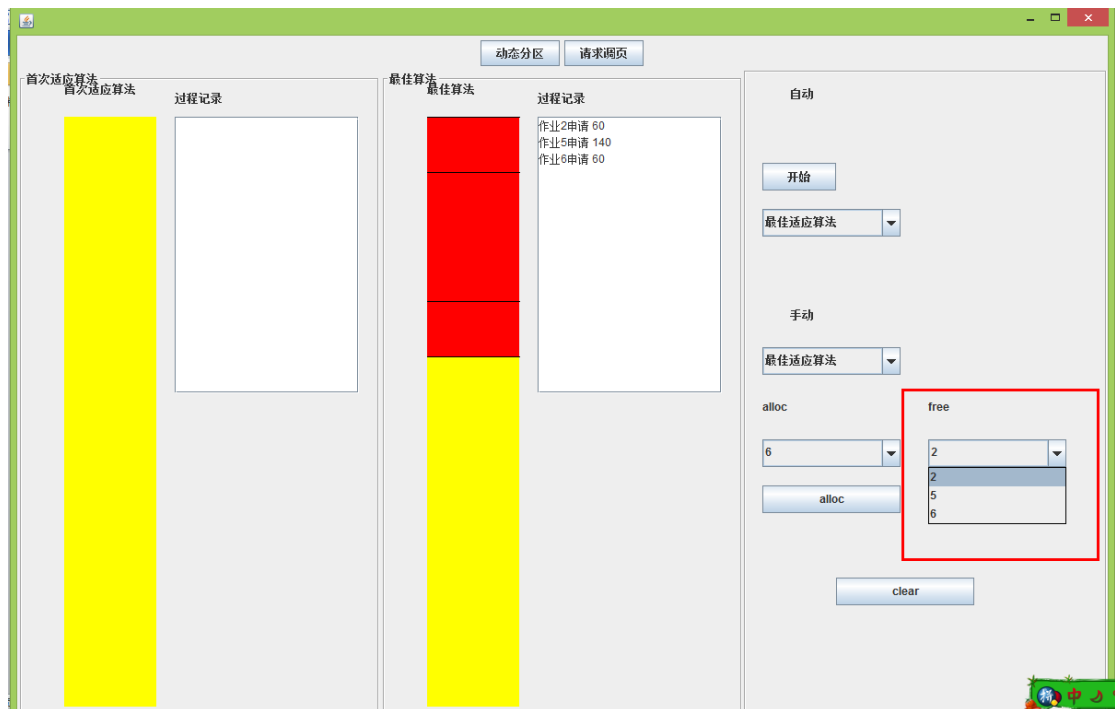 动态分区
请求调页
首次适应算法
首次适应算法
过程记录
最佳算法
最佳算法
过程记录
作业2申请 60
作业5申请 140
作业6申请 60
自动
开始
最佳适应算法
手动
最佳适应算法
alloc
free
6
2
2
5
6
alloc
clear
中